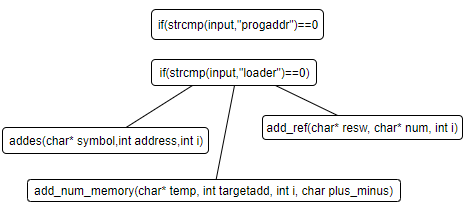 if(strcmp(input,"progaddr")==0
if(strcmp(input,"loader")==0)
addes(char* symbol,int address,int i)
add_ref(char* resw, char* num, int i)
add_num_memory(char* temp, int targetadd, int i, char plus_minus)